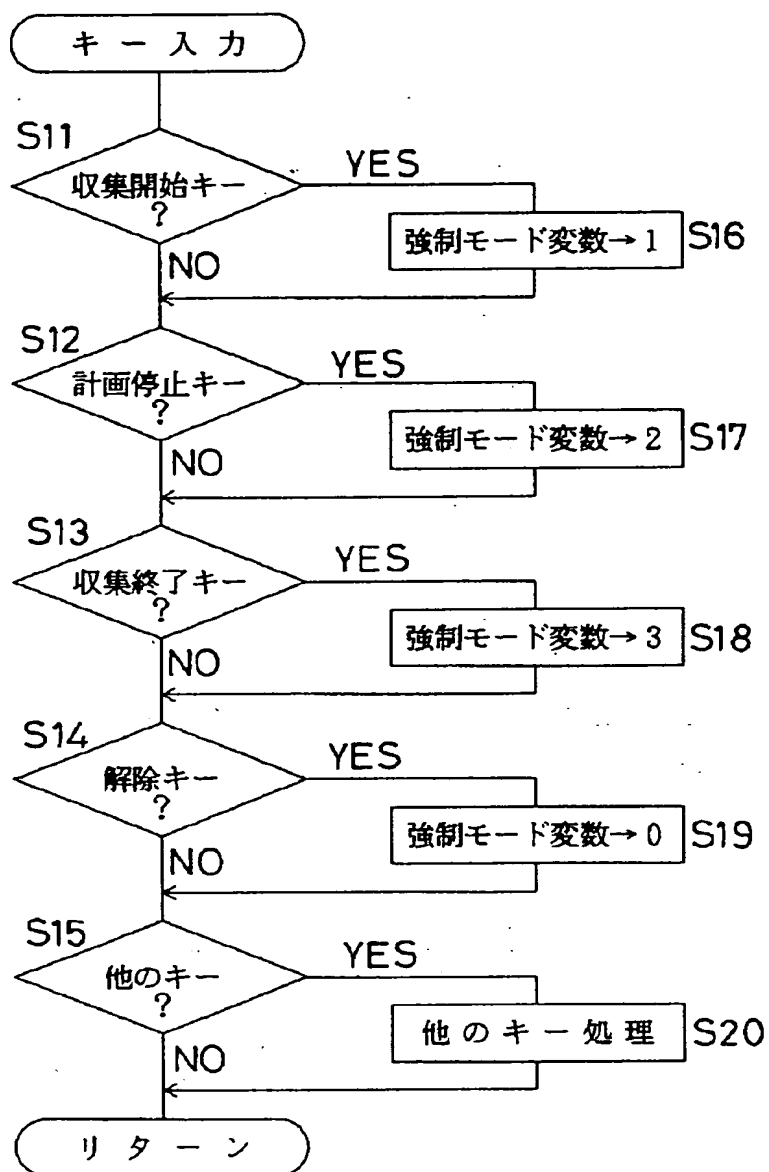 キー入力
S11
収集開始キー
?
YES
強制モード変数→1
S16
NO
S12
計画停止キー
?
YES
強制モード変数→2
S17
NO
S13
収集終了キー
?
YES
強制モード変数→3
S18
NO
S14
解除キー
?
YES
強制モード変数→0
S19
NO
S15
他のキー
?
YES
他のキー処理
S20
NO
リターン